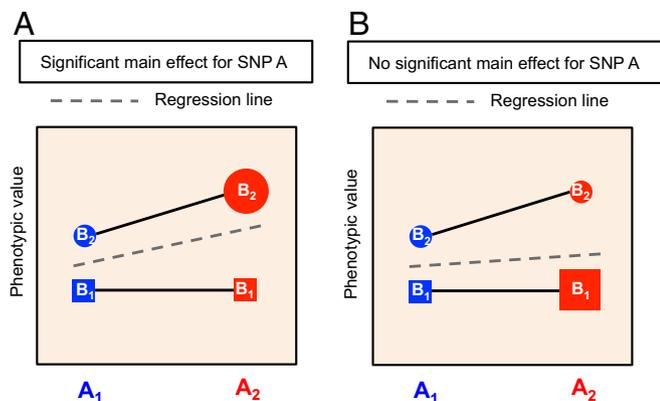 A
Significant main effect for SNP A
Regression line
Phenotypic value
B₂
B₂
B₁
B₁
A₁
A₂
B
No significant main effect for SNP A
Regression line
Phenotypic value
B₂
B₂
B₁
B₁
A₁
A₂